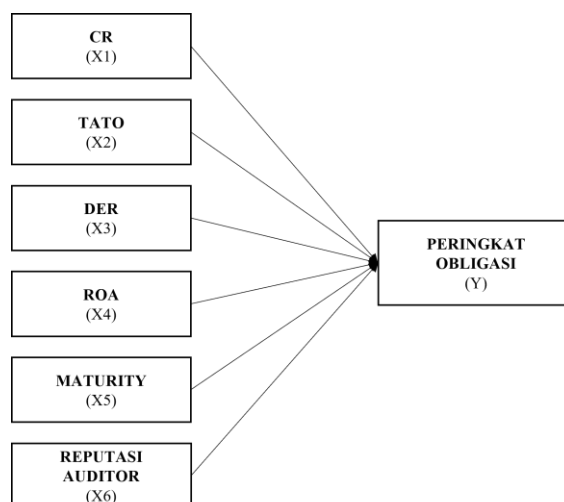 CR
(X1)
TATO
(X2)
DER
(X3)
ROA
(X4)
MATURITY
(X5)
REPUTASI
AUDITOR
(X6)
PERINGKAT
OBLIGASI
(Y)